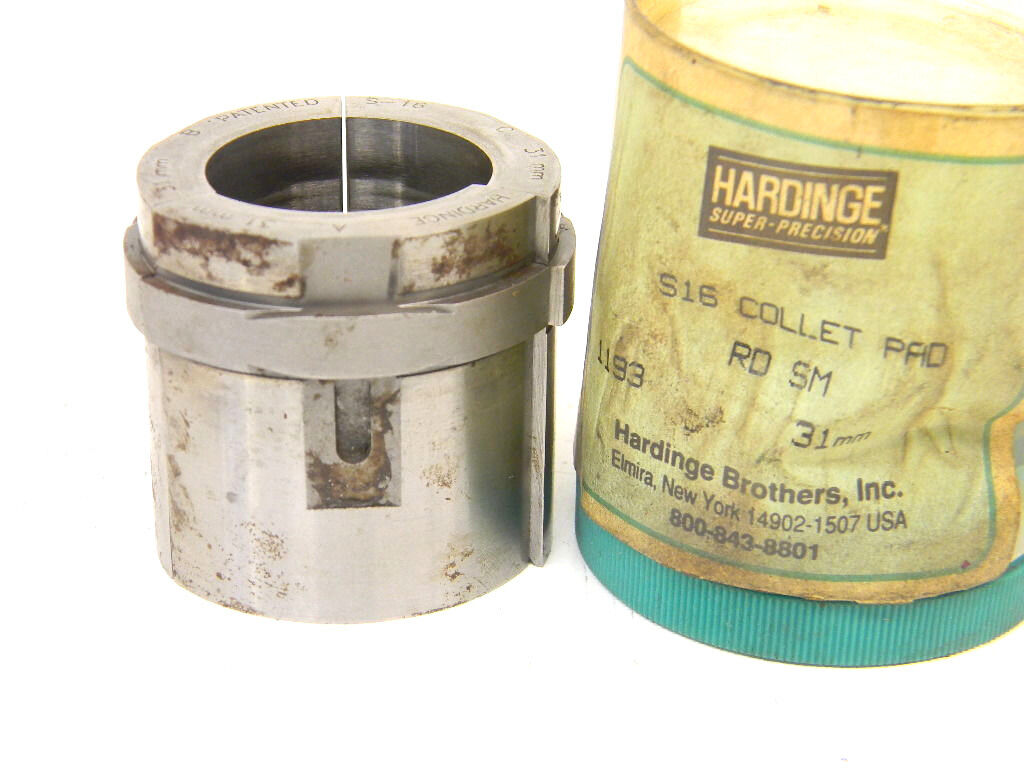 B PATENTED S-16
C 31 mm
HARDINGE
A 31 mm
31 mm
HARDINGE
SUPER-PRECISION®
S16 COLLET PAD
RD SM
1193
31mm
Hardinge Brothers, Inc.
Elmira, New York 14902-1507 USA
800-843-8801